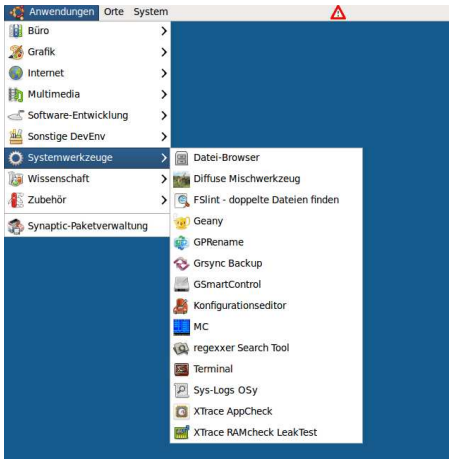 Anwendungen Orte System
Büro
Grafik
Internet
Multimedia
Software-Entwicklung
Sonstige DevEnv
Systemwerkzeuge
Wissenschaft
Zubehör
Synaptic-Paketverwaltung
Datei-Browser
Diffuse Mischwerkzeug
FSlint - doppelte Dateien finden
Geany
GPRename
Grsync Backup
GSmartControl
Konfigurationseditor
MC
regexxer Search Tool
Terminal
Sys-Logs OSy
XTrace AppCheck
XTrace RAMcheck LeakTest